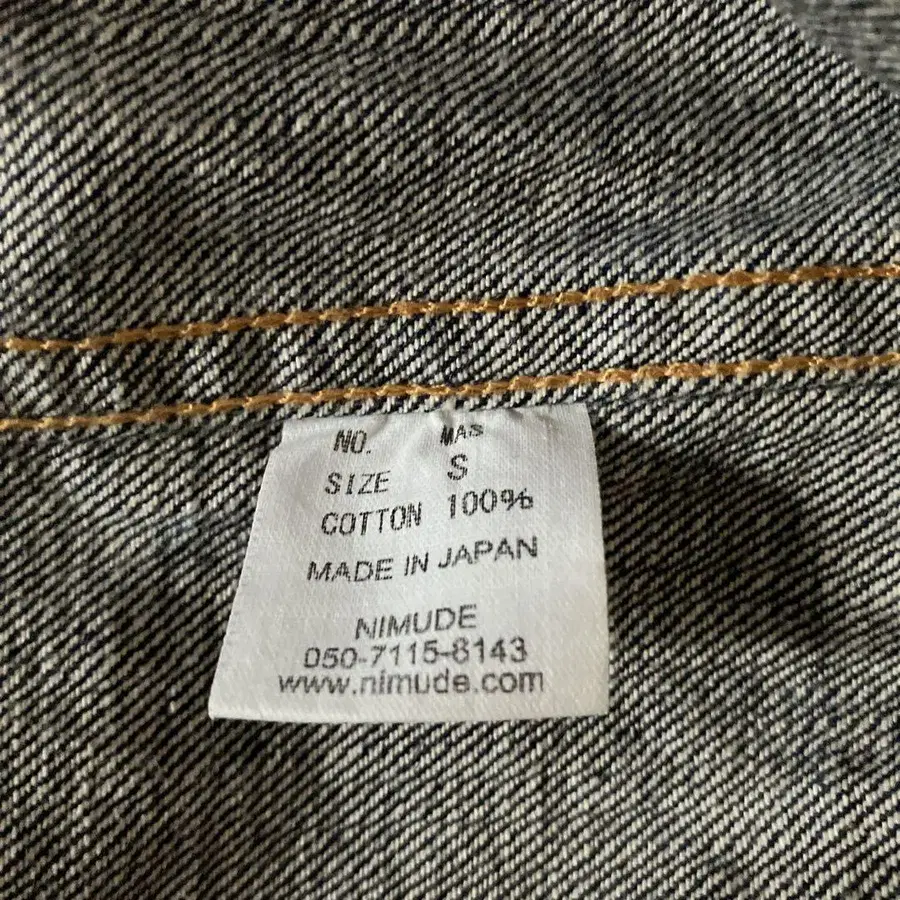 NO. MAS
SIZE S
COTTON 100%
MADE IN JAPAN
NIMUDE
050-7115-8143
www.nimude.com